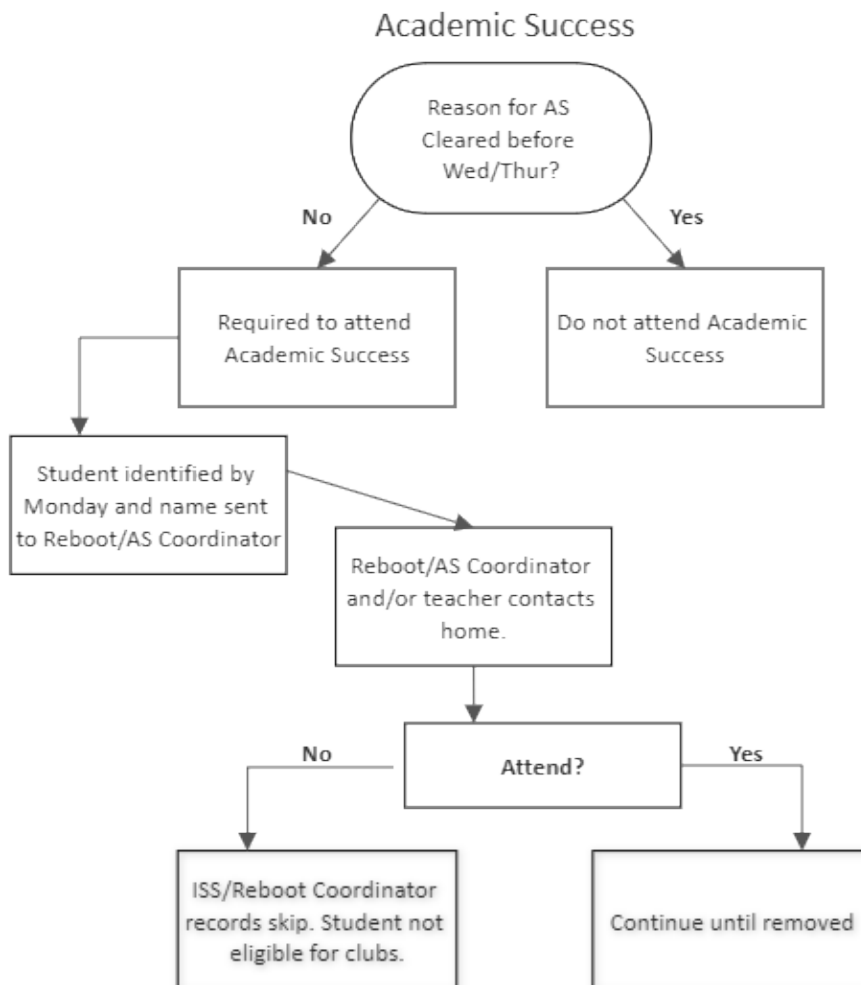 Academic Success
Reason for AS
Cleared before
Wed/Thur?
No
Yes
Required to attend
Academic Success
Do not attend Academic
Success
Student identified by
Monday and name sent
to Reboot/AS Coordinator
Reboot/AS Coordinator
and/or teacher contacts
home.
Attend?
No
Yes
ISS/Reboot Coordinator
records skip. Student not
eligible for clubs.
Continue until removed